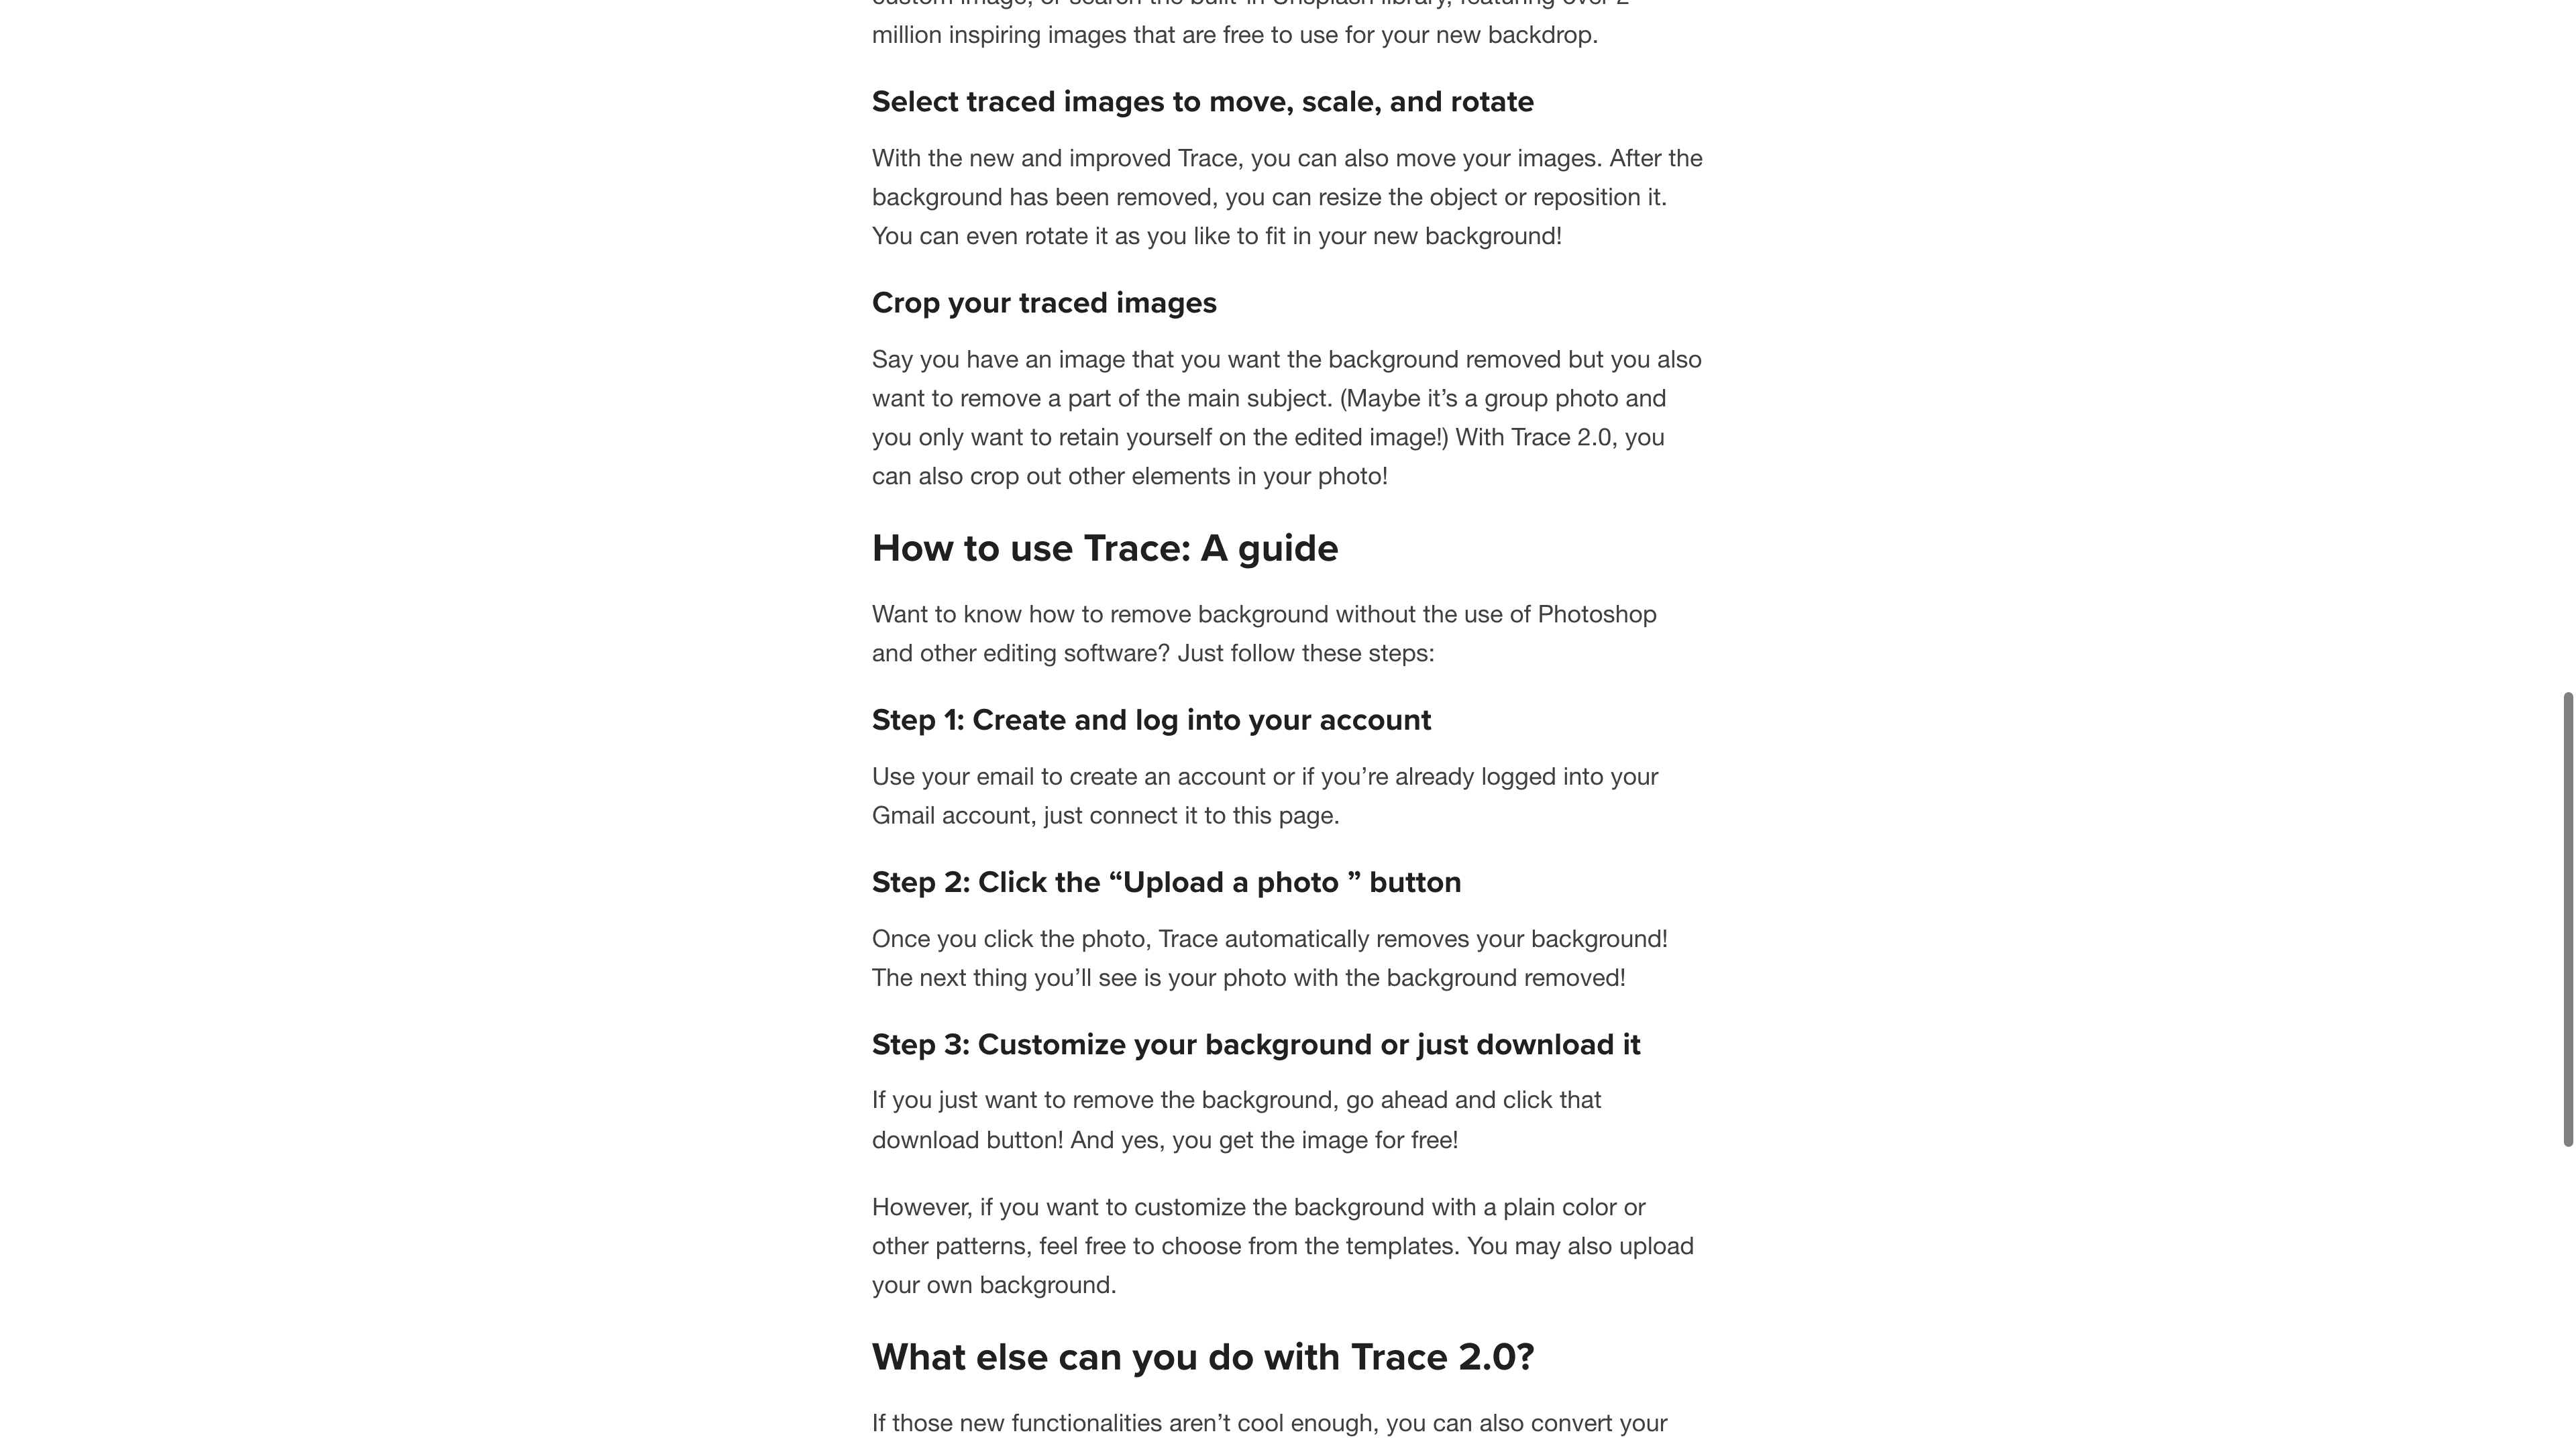 custom image, or search the built-in Unsplash library, featuring over 2
million inspiring images that are free to use for your new backdrop.
Select traced images to move, scale, and rotate
With the new and improved Trace, you can also move your images. After the
background has been removed, you can resize the object or reposition it.
You can even rotate it as you like to fit in your new background!
Crop your traced images
Say you have an image that you want the background removed but you also
want to remove a part of the main subject. (Maybe it’s a group photo and
you only want to retain yourself on the edited image!) With Trace 2.0, you
can also crop out other elements in your photo!
How to use Trace: A guide
Want to know how to remove background without the use of Photoshop
and other editing software? Just follow these steps:
Step 1: Create and log into your account
Use your email to create an account or if you’re already logged into your
Gmail account, just connect it to this page.
Step 2: Click the “Upload a photo ” button
Once you click the photo, Trace automatically removes your background!
The next thing you’ll see is your photo with the background removed!
Step 3: Customize your background or just download it
If you just want to remove the background, go ahead and click that
download button! And yes, you get the image for free!
However, if you want to customize the background with a plain color or
other patterns, feel free to choose from the templates. You may also upload
your own background.
What else can you do with Trace 2.0?
If those new functionalities aren’t cool enough, you can also convert your